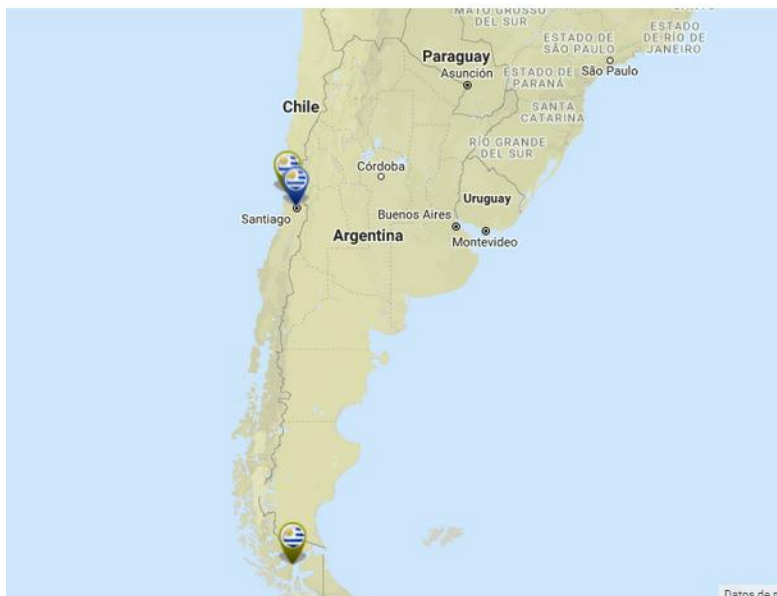 MATO GROSSO
DEL SUR
ESTADO DE
SÃO PAULO
ESTADO
DE RÍO DE
JANEIRO
Paraguay
Asunción
São Paulo
ESTADO DE
PARANÁ
Chile
SANTA
CATARINA
RÍO GRANDE
DEL SUR
Córdoba
Uruguay
Santiago
Buenos Aires
Argentina
Montevideo
Datos de